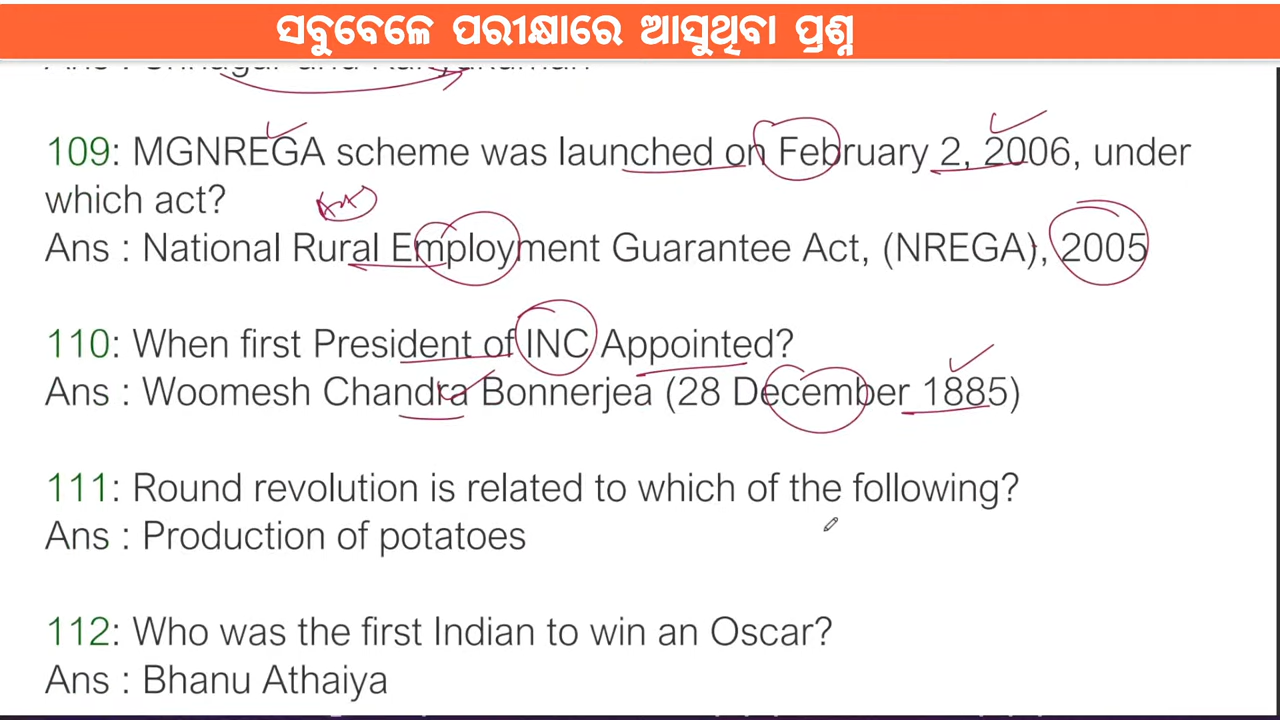 ସବୁବେଳେ ପରୀକ୍ଷାରେ ଆସୁଥିବା ପ୍ରଶ୍ନ
109: MGNREGA scheme was launched on February 2, 2006, under
which act?
Ans : National Rural Employment Guarantee Act, (NREGA), 2005
110: When first President of INC Appointed?
Ans : Woomesh Chandra Bonnerjea (28 December 1885)
111: Round revolution is related to which of the following?
Ans : Production of potatoes
112: Who was the first Indian to win an Oscar?
Ans : Bhanu Athaiya